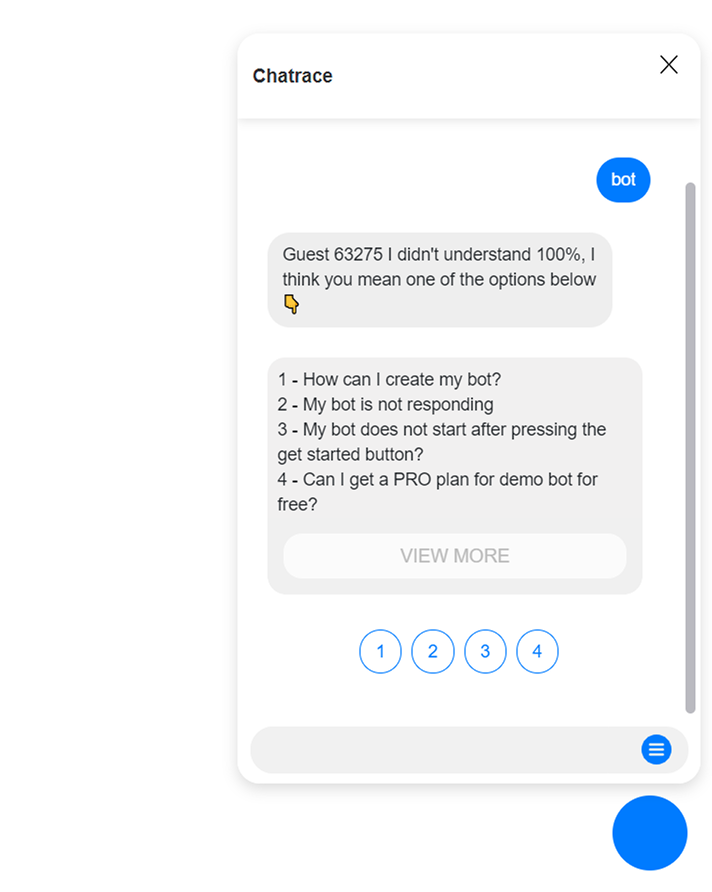 Chatrace
bot
Guest 63275 I didn't understand 100%, I
think you mean one of the options below
👇
1 - How can I create my bot?
2 - My bot is not responding
3 - My bot does not start after pressing the
get started button?
4 - Can I get a PRO plan for demo bot for
free?
VIEW MORE
1 2 3 4